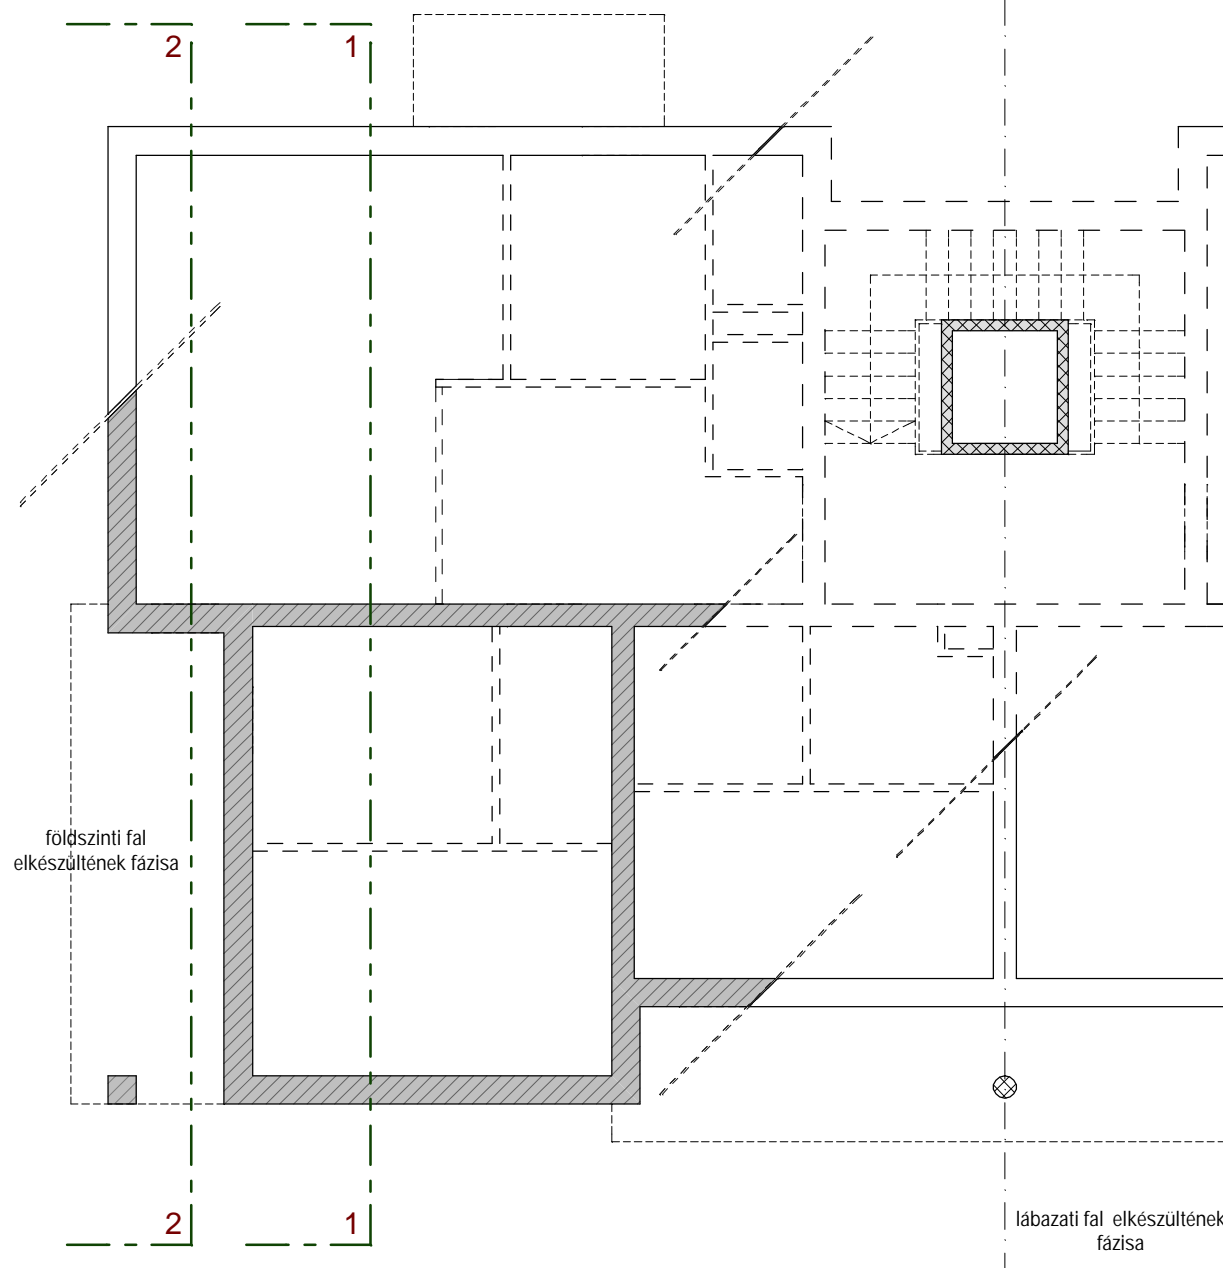 2
1
földszinti fal
elkészültének fázisa
2
1
lábazati fal elkészültének
fázisa